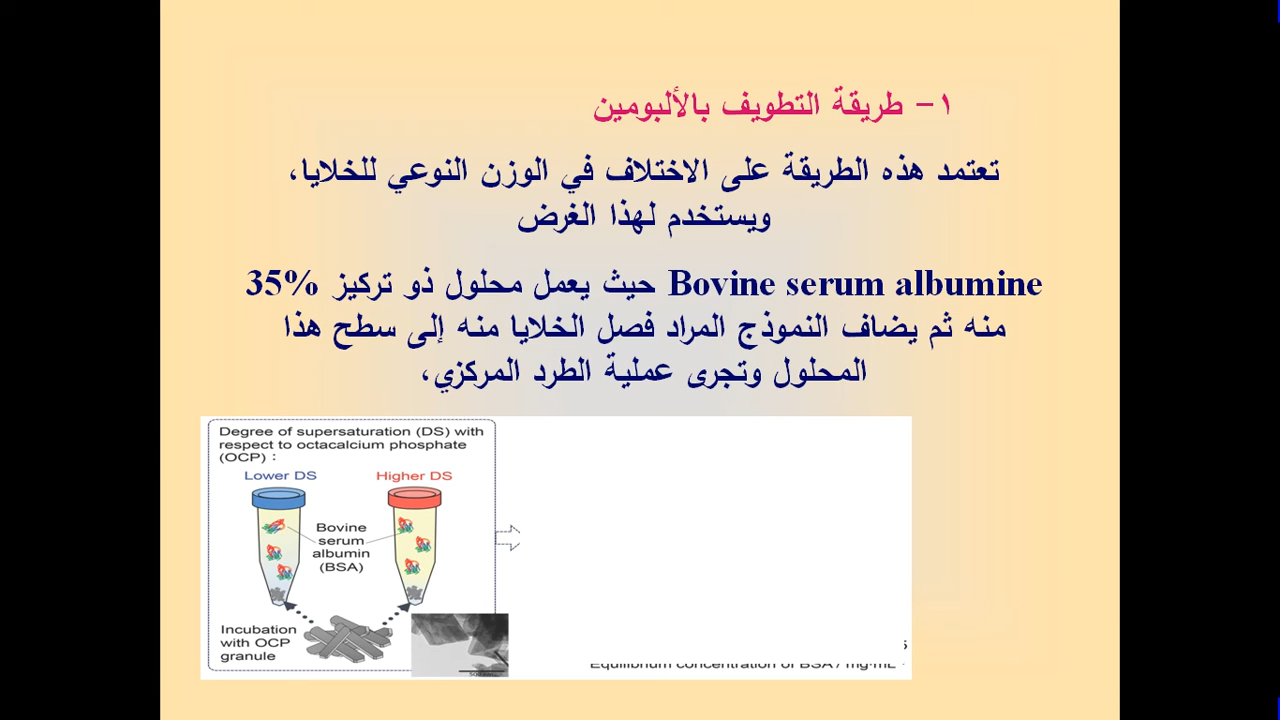 ١- طريقة التطويف بالألبومين
تعتمد هذه الطريقة على الاختلاف في الوزن النوعي للخلايا،
ويستخدم لهذا الغرض
Bovine serum albumine حيث يعمل محلول ذو تركيز 35%
منه ثم يضاف النموذج المراد فصل الخلايا منه إلى سطح هذا
المحلول وتجرى عملية الطرد المركزي،
Degree of supersaturation (DS) with
respect to octacalcium phosphate
(OCP) :
Lower DS
Higher DS
Bovine
serum
albumin
(BSA)
Incubation
with OCP
granule
Equilibrium concentration of BSA / mg·mL